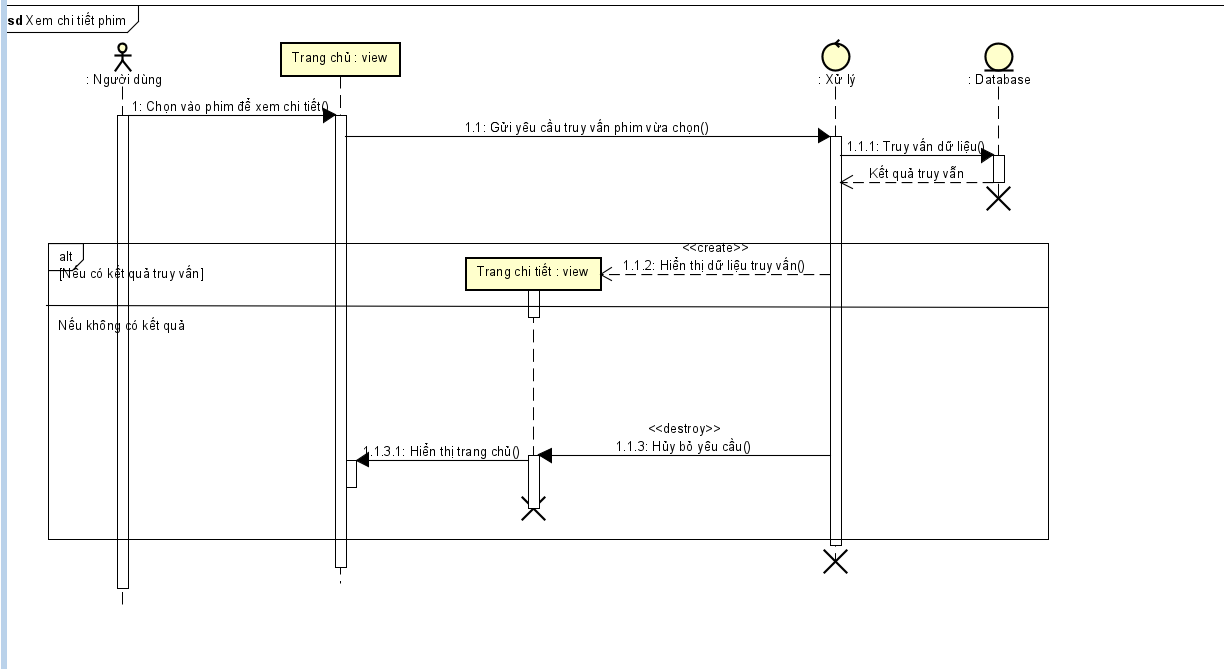 sd Xem chi tiết phim
: Người dùng
Trang chủ : view
: Xử lý
: Database
1: Chọn vào phim để xem chi tiết()
1.1: Gửi yêu cầu truy vấn phim vừa chọn()
1.1.1: Truy vấn dữ liệu()
Kết quả truy vẫn
alt
[Nếu có kết quả truy vấn]
<<create>>
1.1.2: Hiển thị dữ liệu truy vấn()
Trang chi tiết : view
Nếu không có kết quả
<<destroy>>
1.1.3: Hủy bỏ yêu cầu()
1.1.3.1: Hiển thị trang chủ()